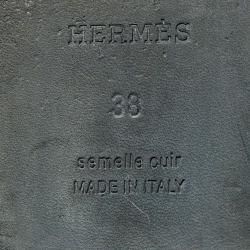 HERMÈS
38
semelle cuir
MADE IN ITALY